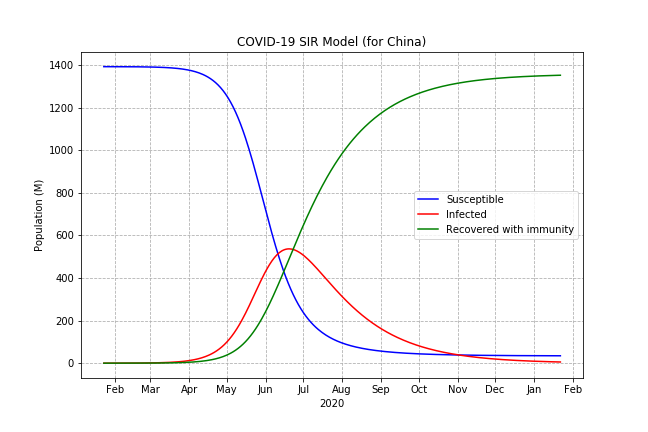 COVID-19 SIR Model (for China)
Population (M)
1400
1200
1000
800
600
400
200
0
Susceptible
Infected
Recovered with immunity
Feb Mar Apr May Jun Jul Aug Sep Oct Nov Dec Jan Feb
2020